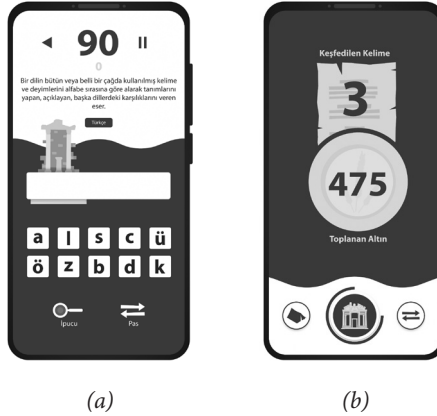 90
0
Bir dilin bütün veya belli bir çağda kullanılmış kelime
ve deyimlerini alfabe sırasına göre alarak tanımlarını
yapan, açıklayan, başka dillerdeki karşılıklarını veren
eser.
Türkçe
a l s c ü
ö z b d k
İpucu Pas
(a)
Keşfedilen Kelime
3
475
Toplanan Altın
(b)